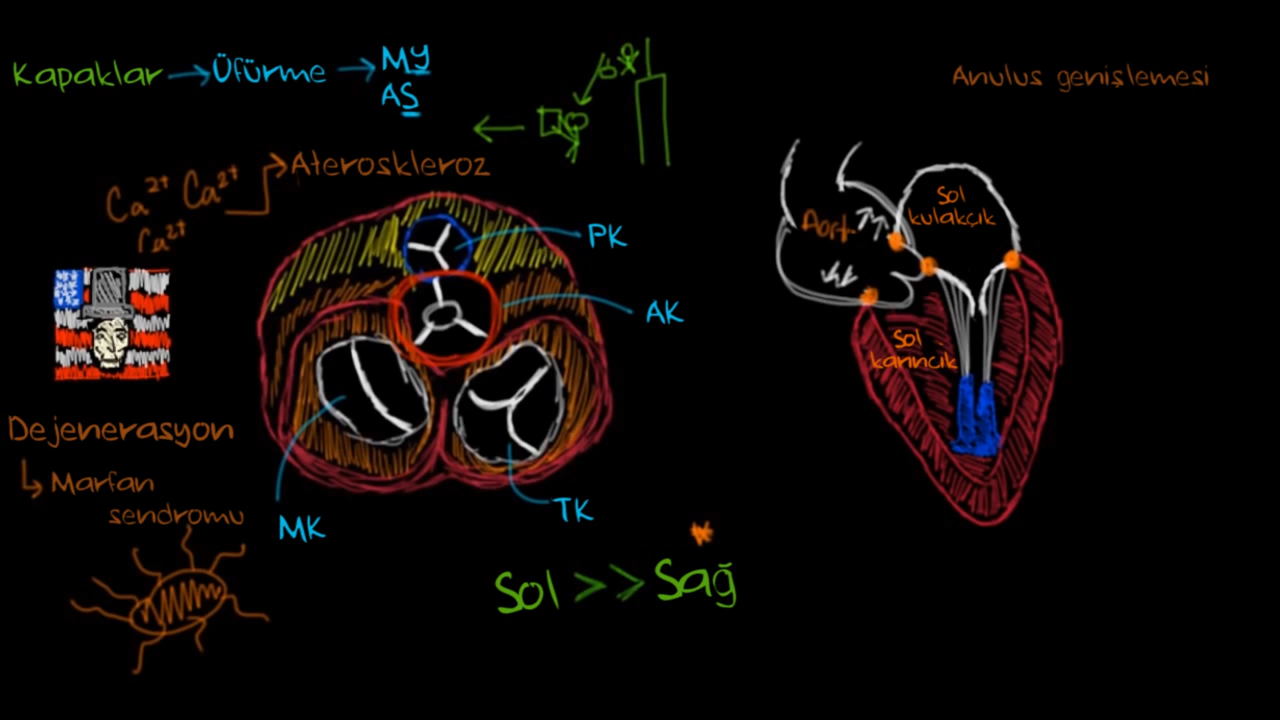 Kapaklar → Üfürme → MY
AS
Anulus genişlemesi
Ateroskleroz
Ca²⁺ Ca²⁺
Ca²⁺
Sol
kulakçık
Aort
PK
AK
Sol
karıncık
Dejenerasyon
Marfan
sendromu
MK
TK
Sol >> Sağ